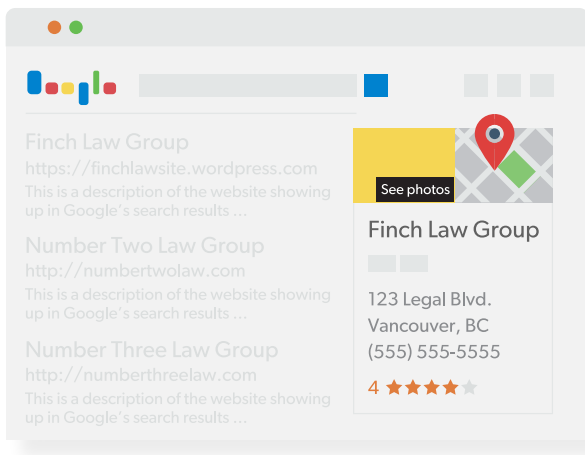 Finch Law Group
https://finchlawsite.wordpress.com
This is a description of the website showing
up in Google's search results ...
Number Two Law Group
http://numbertwolaw.com
This is a description of the website showing
up in Google's search results ...
Number Three Law Group
http://numberthreelaw.com
This is a description of the website showing
up in Google's search results ...
See photos
Finch Law Group
123 Legal Blvd.
Vancouver, BC
(555) 555-5555
4